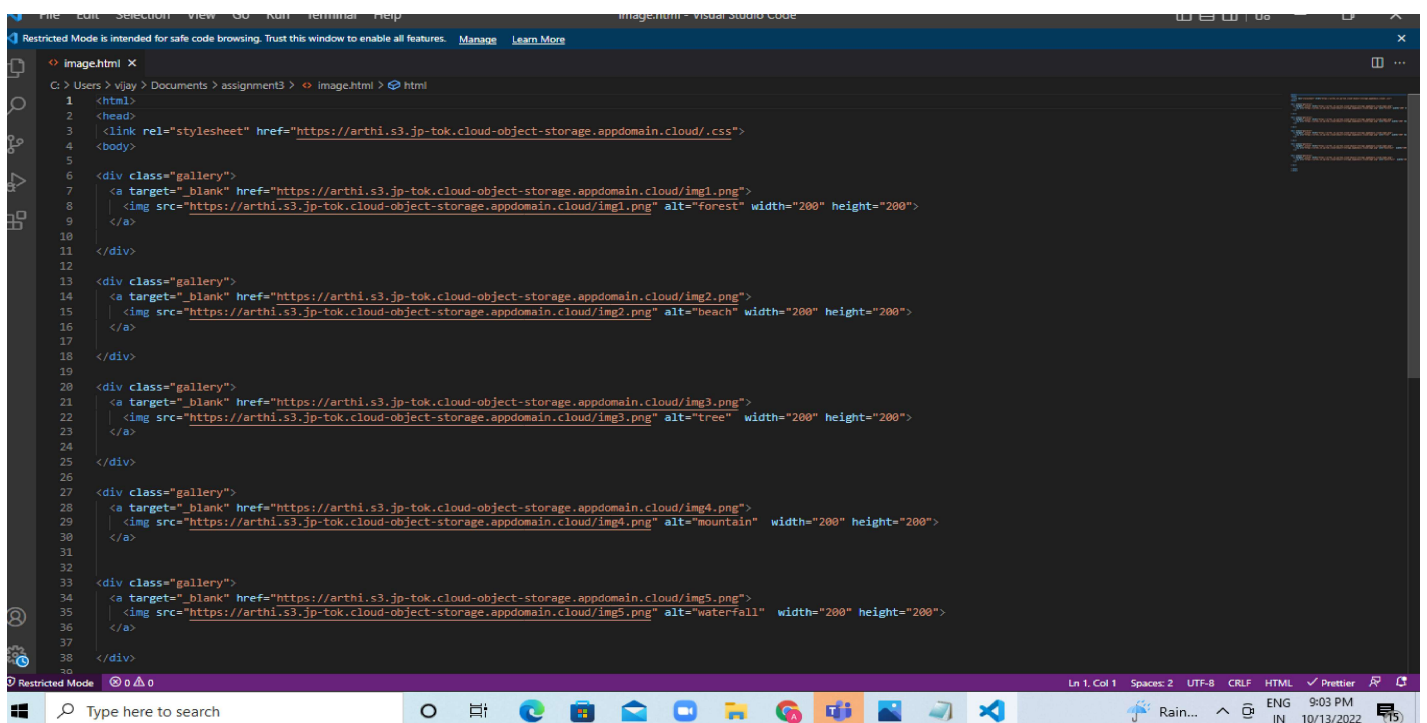 File Edit Selection View Go Run Terminal Help image.html - Visual Studio Code
Restricted Mode is intended for safe code browsing. Trust this window to enable all features. Manage Learn More
image.html
C: > Users > vijay > Documents > assignment3 > image.html > html
1 <html>
2 <head>
3 <link rel="stylesheet" href="https://arthi.s3.jp-tok.cloud-object-storage.appdomain.cloud/.css">
4 <body>
5
6 <div class="gallery">
7 <a target="_blank" href="https://arthi.s3.jp-tok.cloud-object-storage.appdomain.cloud/img1.png">
8 <img src="https://arthi.s3.jp-tok.cloud-object-storage.appdomain.cloud/img1.png" alt="forest" width="200" height="200">
9 </a>
10
11 </div>
12
13 <div class="gallery">
14 <a target="_blank" href="https://arthi.s3.jp-tok.cloud-object-storage.appdomain.cloud/img2.png">
15 <img src="https://arthi.s3.jp-tok.cloud-object-storage.appdomain.cloud/img2.png" alt="beach" width="200" height="200">
16 </a>
17
18 </div>
19
20 <div class="gallery">
21 <a target="_blank" href="https://arthi.s3.jp-tok.cloud-object-storage.appdomain.cloud/img3.png">
22 <img src="https://arthi.s3.jp-tok.cloud-object-storage.appdomain.cloud/img3.png" alt="tree" width="200" height="200">
23 </a>
24
25 </div>
26
27 <div class="gallery">
28 <a target="_blank" href="https://arthi.s3.jp-tok.cloud-object-storage.appdomain.cloud/img4.png">
29 <img src="https://arthi.s3.jp-tok.cloud-object-storage.appdomain.cloud/img4.png" alt="mountain" width="200" height="200">
30 </a>
31
32
33 <div class="gallery">
34 <a target="_blank" href="https://arthi.s3.jp-tok.cloud-object-storage.appdomain.cloud/img5.png">
35 <img src="https://arthi.s3.jp-tok.cloud-object-storage.appdomain.cloud/img5.png" alt="waterfall" width="200" height="200">
36 </a>
37
38 </div>
39
Restricted Mode 0 0 Ln 1, Col 1 Spaces: 2 UTF-8 CRLF HTML Prettier
Type here to search Rain... ENG 9:03 PM
IN 10/13/2022 15